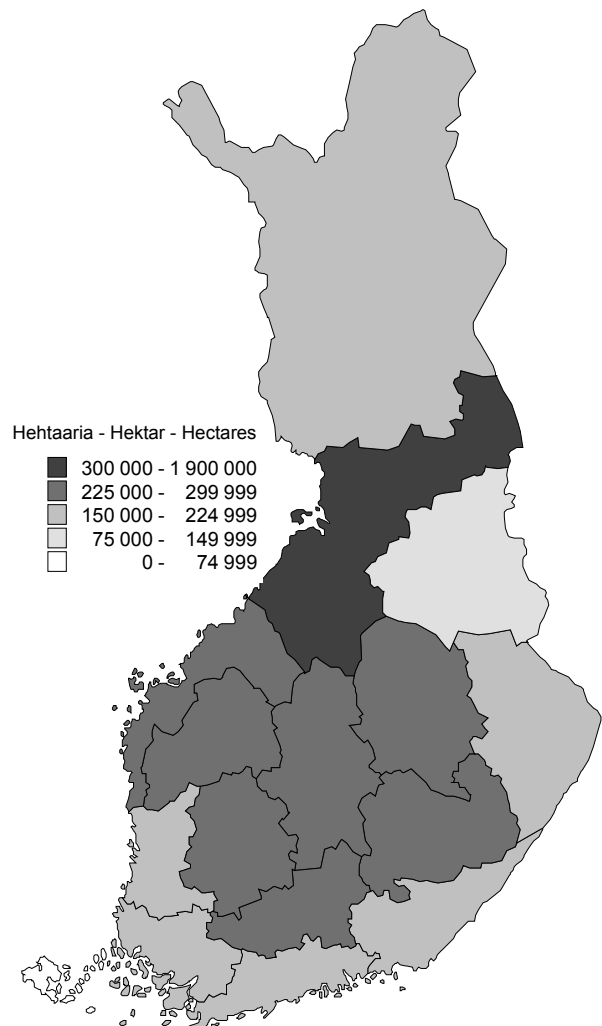 Hehtaaria - Hektar - Hectares
300 000 - 1 900 000
225 000 - 299 999
150 000 - 224 999
75 000 - 149 999
0 - 74 999